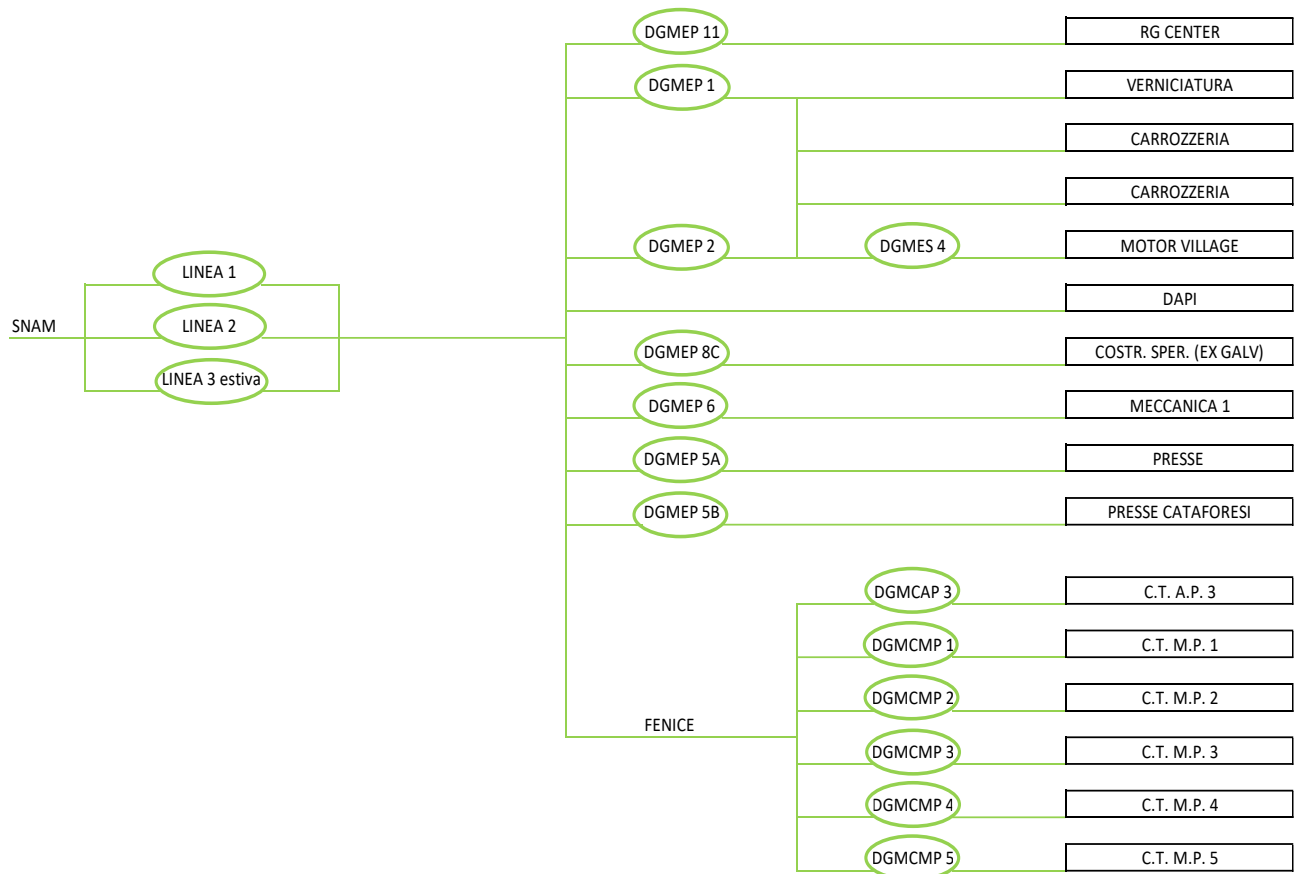 DGMEP 11
RG CENTER
DGMEP 1
VERNICIATURA
CARROZZERIA
CARROZZERIA
DGMEP 2
DGMES 4
MOTOR VILLAGE
LINEA 1
DAPI
SNAM
LINEA 2
DGMEP 8C
COSTR. SPER. (EX GALV)
LINEA 3 estiva
DGMEP 6
MECCANICA 1
DGMEP 5A
PRESSE
DGMEP 5B
PRESSE CATAFORESI
DGMCAP 3
C.T. A.P. 3
DGMCMP 1
C.T. M.P. 1
DGMCMP 2
C.T. M.P. 2
FENICE
DGMCMP 3
C.T. M.P. 3
DGMCMP 4
C.T. M.P. 4
DGMCMP 5
C.T. M.P. 5